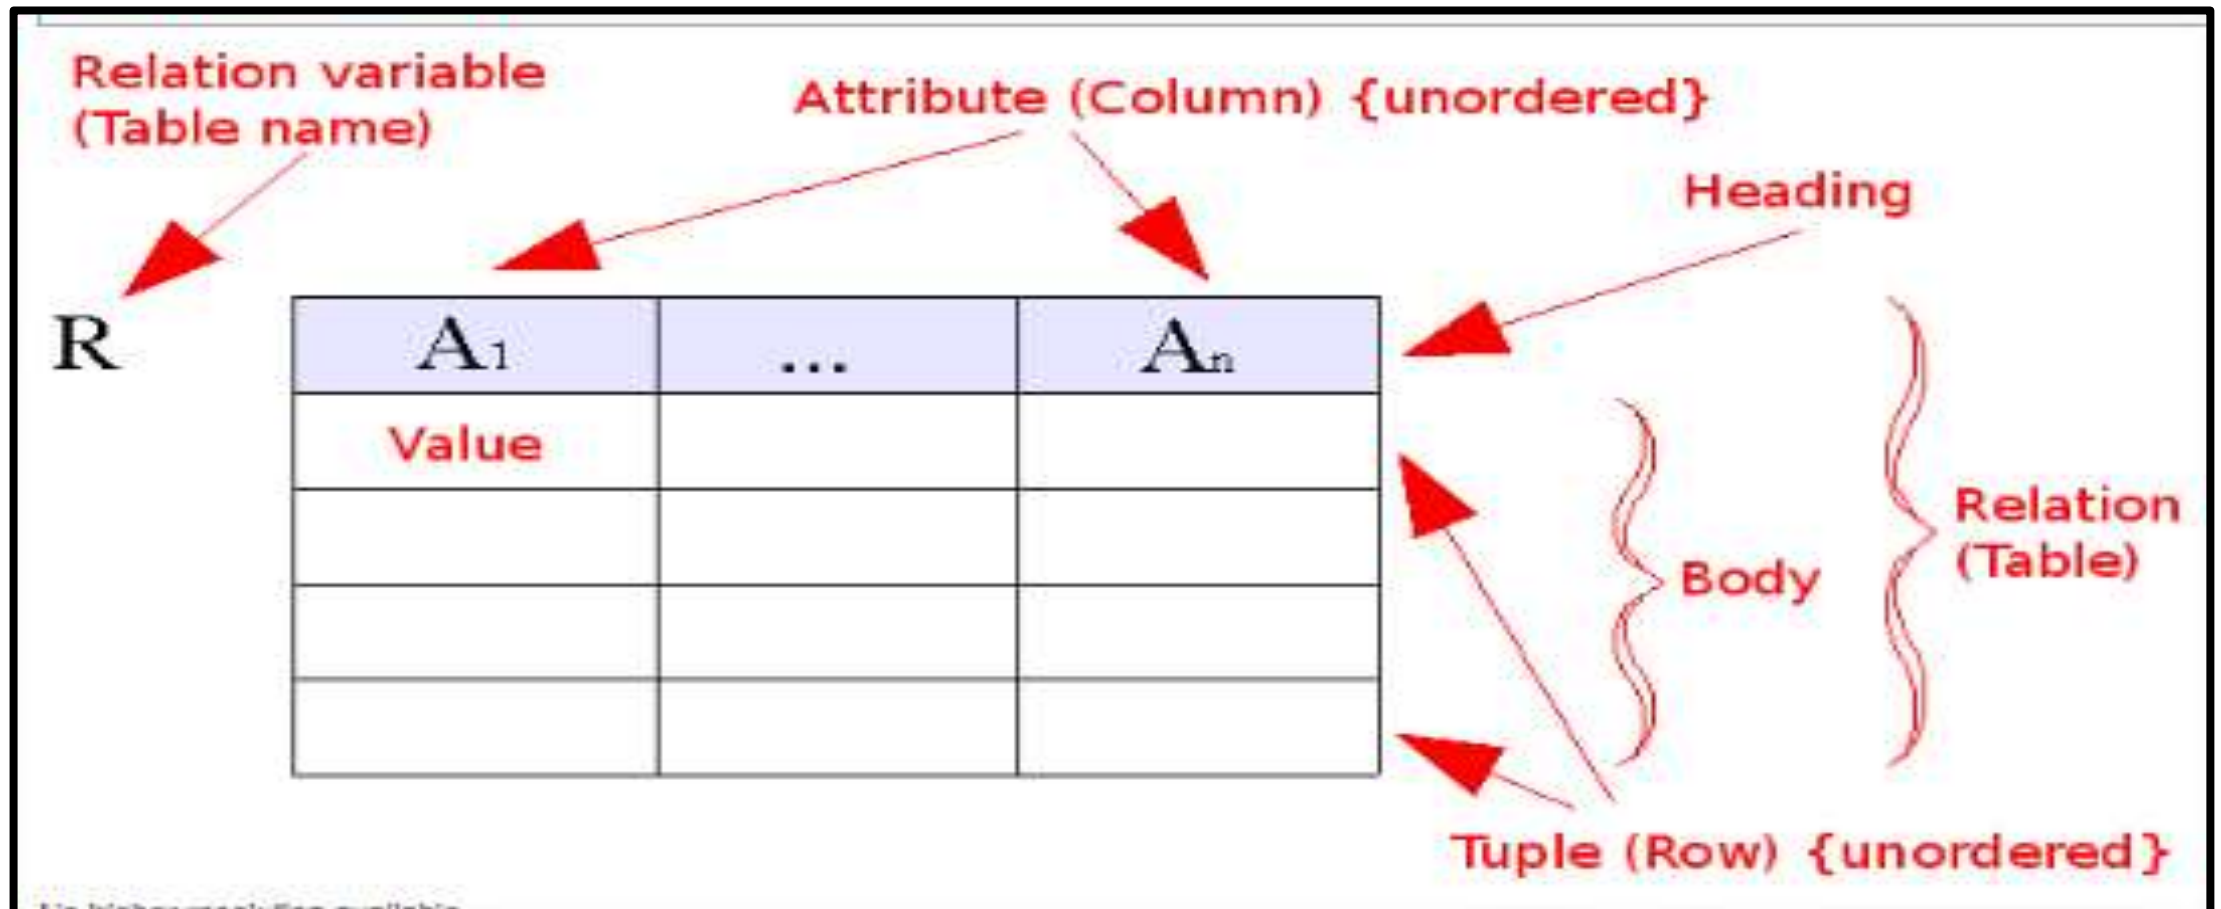 Relation variable
(Table name)
Attribute (Column) {unordered}
Heading
R
A1
...
An
Value
Relation
(Table)
Body
Tuple (Row) {unordered}